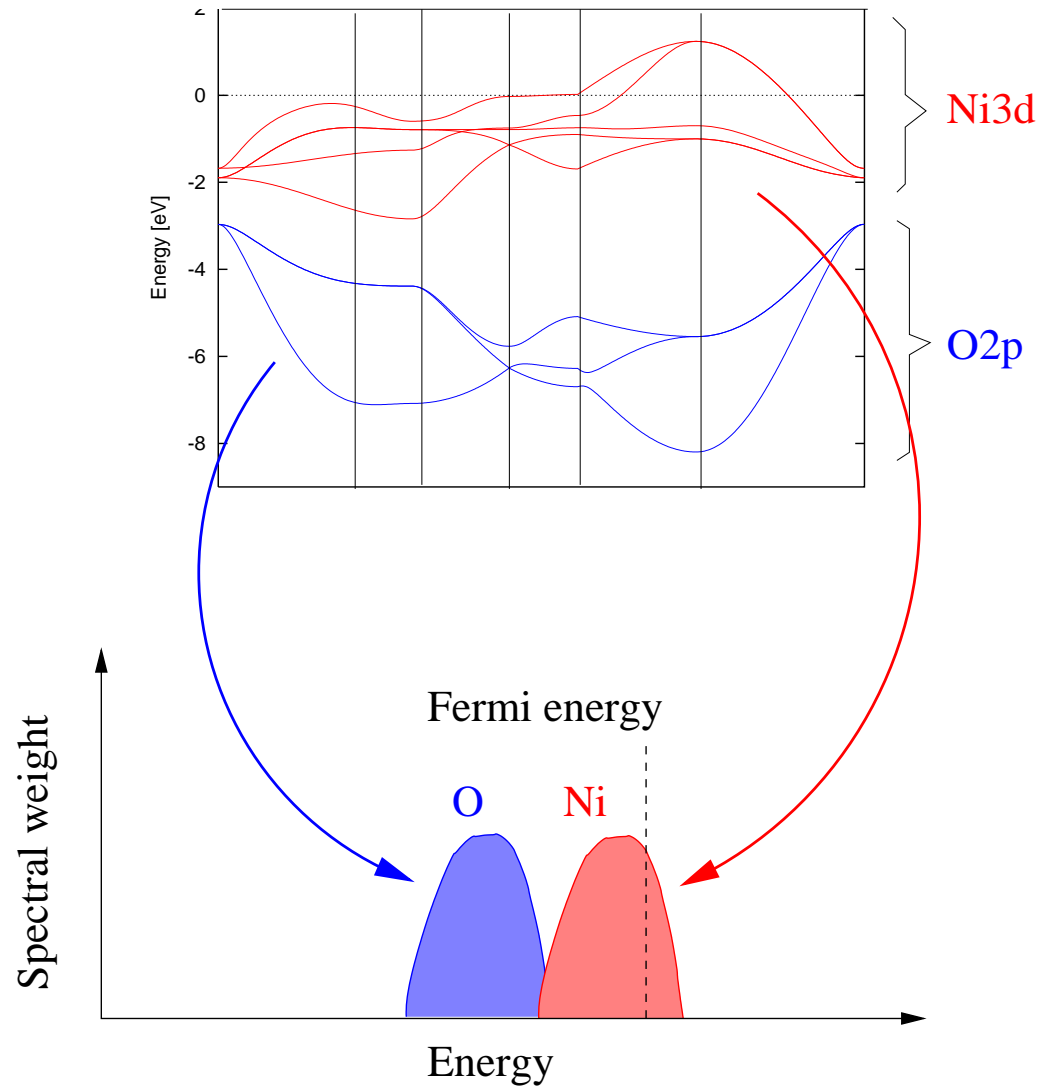 2
0
-2
-4
-6
-8
Energy [eV]
Ni3d
O2p
Fermi energy
O
Ni
Spectral weight
Energy